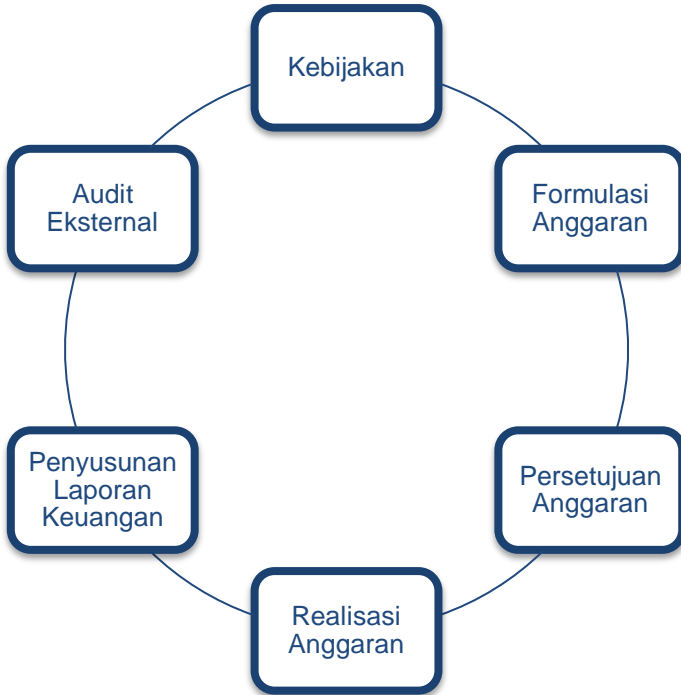 Kebijakan
Formulasi
Anggaran
Persetujuan
Anggaran
Realisasi
Anggaran
Penyusunan
Laporan
Keuangan
Audit
Eksternal